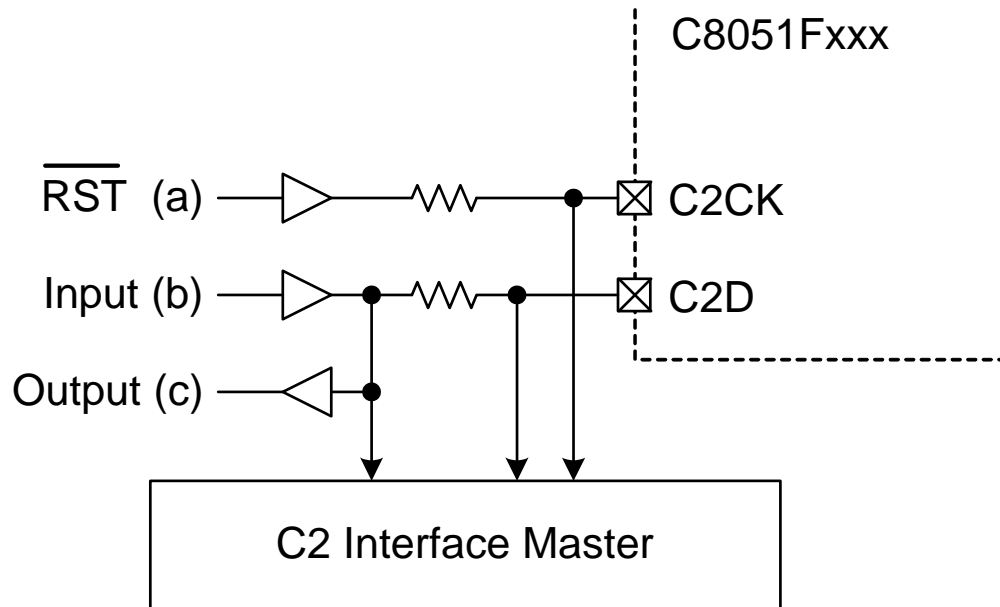 C8051Fxxx
RST (a)
C2CK
Input (b)
C2D
Output (c)
C2 Interface Master